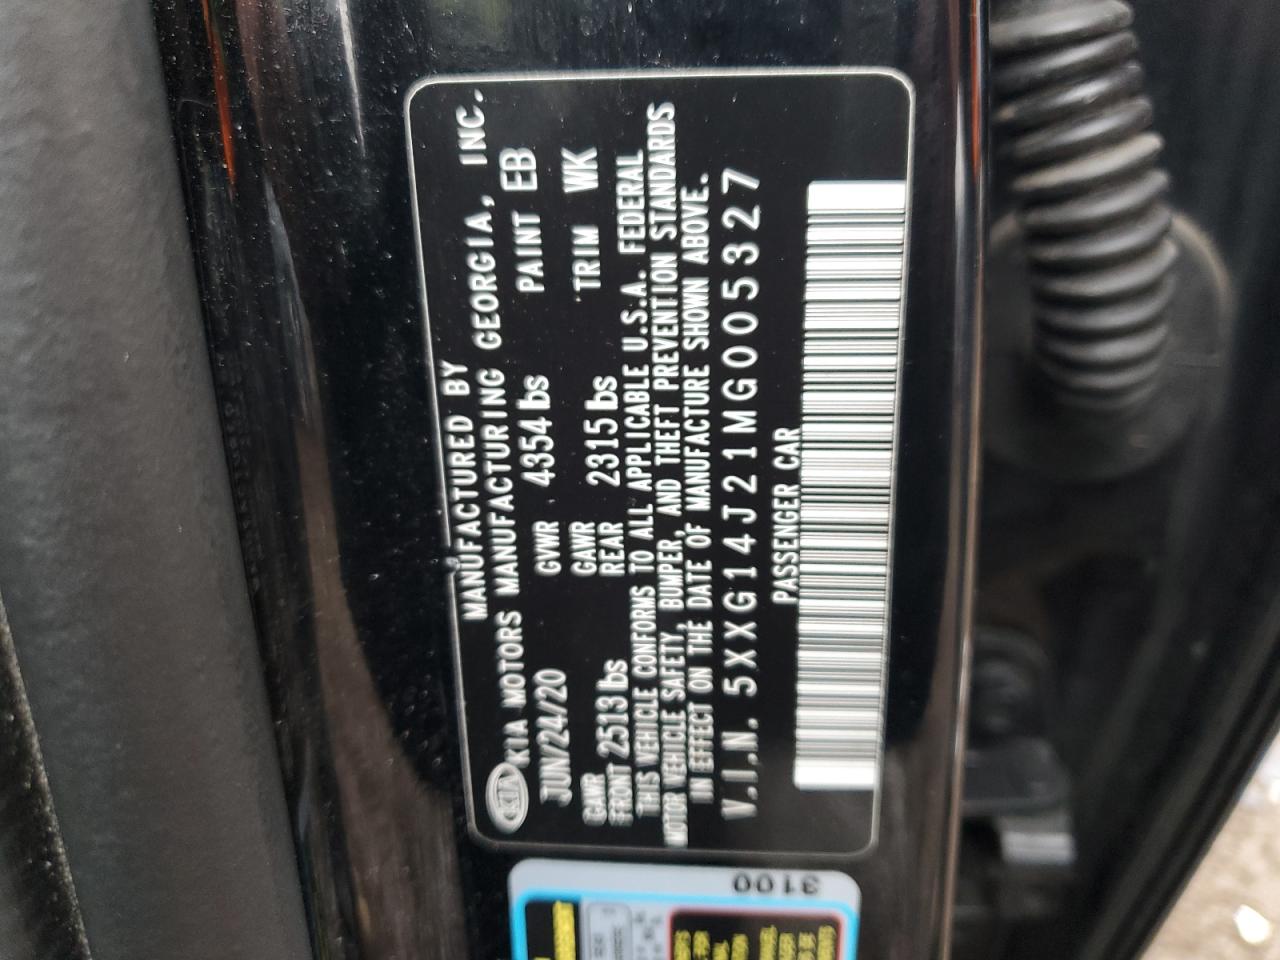 MANUFACTURED BY
KIA KIA MOTORS MANUFACTURING GEORGIA, INC.
JUN/24/20 GVWR 4354 lbs PAINT EB
GAWR FRONT 2513 lbs GAWR REAR 2315 lbs TRIM WK
THIS VEHICLE CONFORMS TO ALL APPLICABLE U.S.A. FEDERAL
MOTOR VEHICLE SAFETY, BUMPER, AND THEFT PREVENTION STANDARDS
IN EFFECT ON THE DATE OF MANUFACTURE SHOWN ABOVE.
V.I.N. 5XXG14J21MG005327
PASSENGER CAR
3100